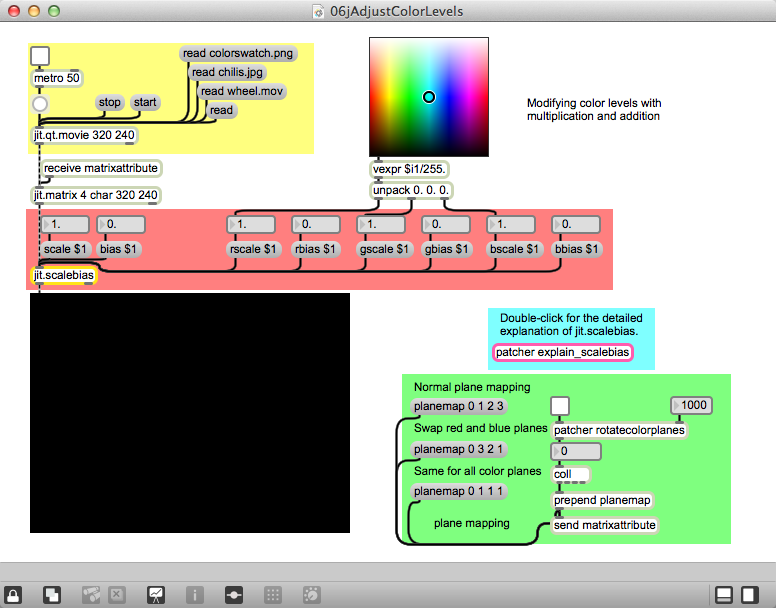 06jAdjustColorLevels
read colorswatch.png
metro 50
read chilis.jpg
read wheel.mov
stop
start
read
jit.qt.movie 320 240
Modifying color levels with
multiplication and addition
receive matrixattribute
vexpr $i1/255.
jit.matrix 4 char 320 240
unpack 0. 0. 0.
1.
0.
1.
0.
1.
0.
1.
0.
scale $1
bias $1
rscale $1
rbias $1
gscale $1
gbias $1
bscale $1
bbias $1
jit.scalebias
Double-click for the detailed
explanation of jit.scalebias.
patcher explain_scalebias
Normal plane mapping
planemap 0 1 2 3
1000
Swap red and blue planes
patcher rotatecolorplanes
planemap 0 3 2 1
0
Same for all color planes
coll
planemap 0 1 1 1
prepend planemap
plane mapping
send matrixattribute